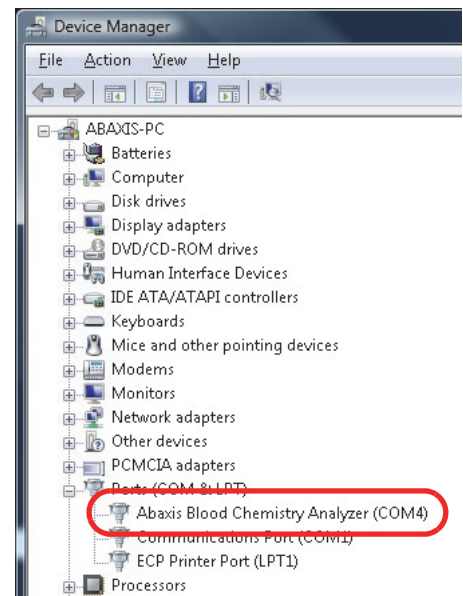 Device Manager
File Action View Help
ABAXIS-PC
Batteries
Computer
Disk drives
Display adapters
DVD/CD-ROM drives
Human Interface Devices
IDE ATA/ATAPI controllers
Keyboards
Mice and other pointing devices
Modems
Monitors
Network adapters
Other devices
PCMCIA adapters
Ports (COM & LPT)
Abaxis Blood Chemistry Analyzer (COM4)
Communications Port (COM1)
ECP Printer Port (LPT1)
Processors